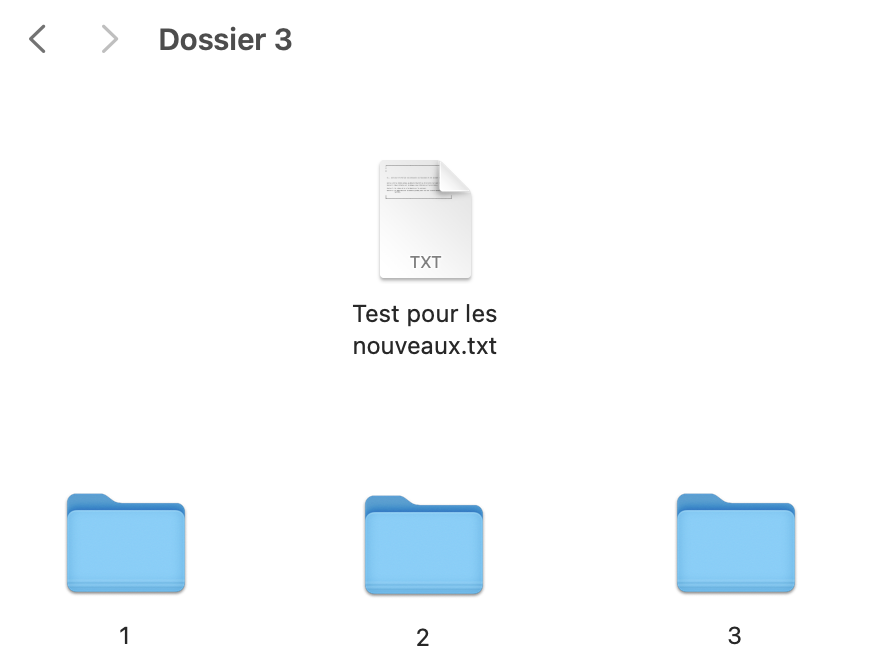 Dossier 3
TXT
Test pour les
nouveaux.txt
1
2
3